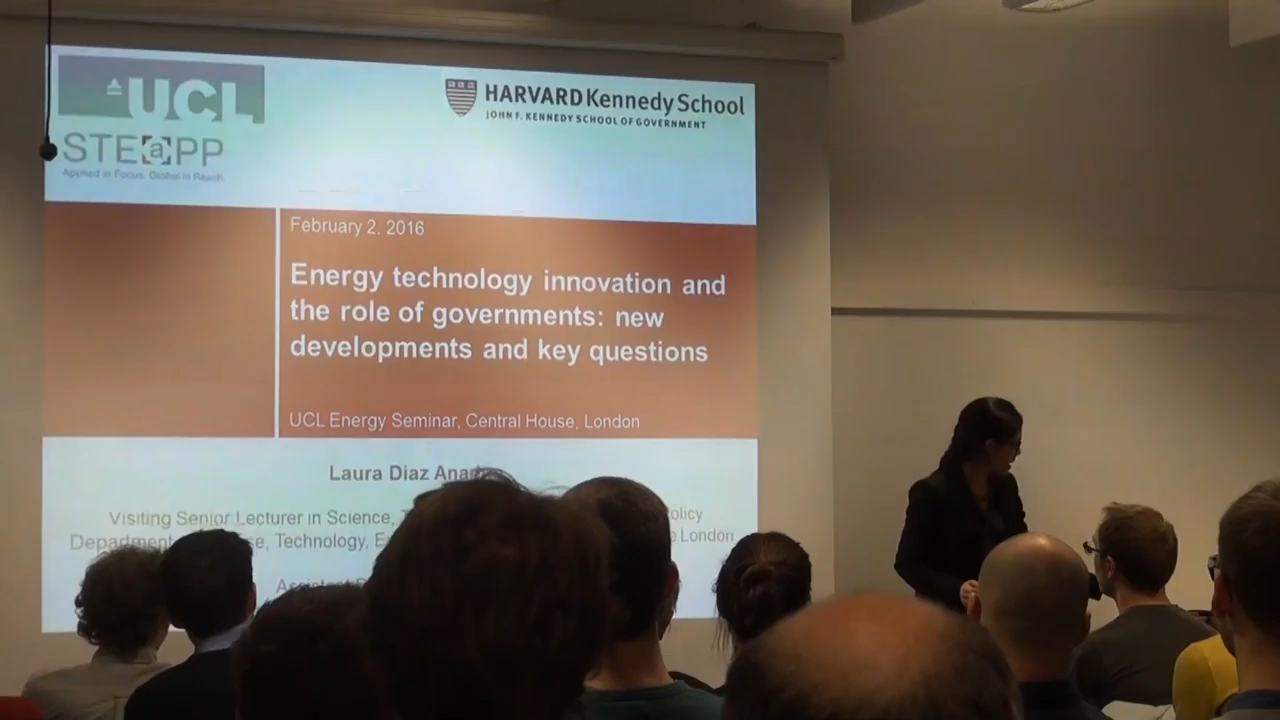 UCL
STEaPP
Applied in Focus. Global in Reach.
HARVARD Kennedy School
JOHN F. KENNEDY SCHOOL OF GOVERNMENT
February 2, 2016
Energy technology innovation and
the role of governments: new
developments and key questions
UCL Energy Seminar, Central House, London
Laura Diaz
Visiting Senior Lecturer in Science,
Department Technology, London